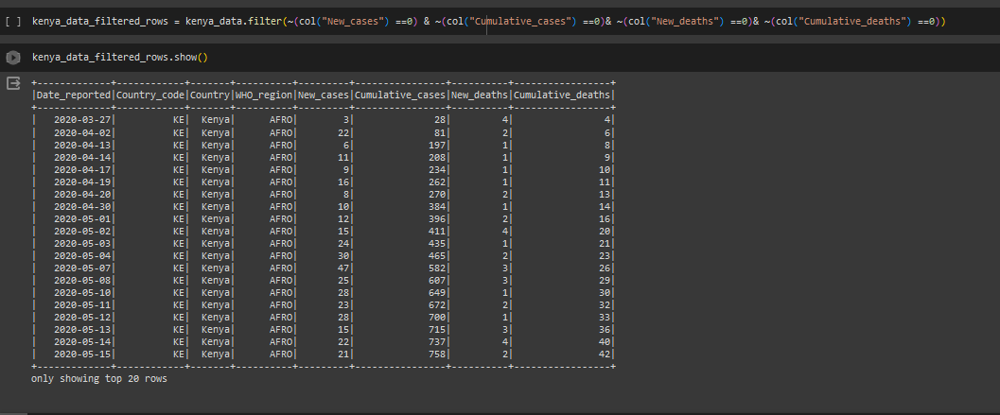 [ ] kenya_data_filtered_rows = kenya_data.filter(~(col("New_cases") ==0) & ~(col("Cumulative_cases") ==0)& ~(col("New_deaths") ==0)& ~(col("Cumulative_deaths") ==0))
kenya_data_filtered_rows.show()
+-------------+------------+-------+----------+---------+----------------+----------+-----------------+
|Date_reported|Country_code|Country|WHO_region|New_cases|Cumulative_cases|New_deaths|Cumulative_deaths|
+-------------+------------+-------+----------+---------+----------------+----------+-----------------+
|   2020-03-27|          KE|  Kenya|      AFRO|        3|              28|         4|                4|
|   2020-04-02|          KE|  Kenya|      AFRO|       22|              81|         2|                6|
|   2020-04-13|          KE|  Kenya|      AFRO|        6|             197|         1|                8|
|   2020-04-14|          KE|  Kenya|      AFRO|       11|             208|         1|                9|
|   2020-04-17|          KE|  Kenya|      AFRO|        9|             234|         1|               10|
|   2020-04-19|          KE|  Kenya|      AFRO|       16|             262|         1|               11|
|   2020-04-20|          KE|  Kenya|      AFRO|        8|             270|         2|               13|
|   2020-04-30|          KE|  Kenya|      AFRO|       10|             384|         1|               14|
|   2020-05-01|          KE|  Kenya|      AFRO|       12|             396|         2|               16|
|   2020-05-02|          KE|  Kenya|      AFRO|       15|             411|         4|               20|
|   2020-05-03|          KE|  Kenya|      AFRO|       24|             435|         1|               21|
|   2020-05-04|          KE|  Kenya|      AFRO|       30|             465|         2|               23|
|   2020-05-07|          KE|  Kenya|      AFRO|       47|             582|         3|               26|
|   2020-05-08|          KE|  Kenya|      AFRO|       25|             607|         3|               29|
|   2020-05-10|          KE|  Kenya|      AFRO|       28|             649|         1|               30|
|   2020-05-11|          KE|  Kenya|      AFRO|       23|             672|         2|               32|
|   2020-05-12|          KE|  Kenya|      AFRO|       28|             700|         1|               33|
|   2020-05-13|          KE|  Kenya|      AFRO|       15|             715|         3|               36|
|   2020-05-14|          KE|  Kenya|      AFRO|       22|             737|         4|               40|
|   2020-05-15|          KE|  Kenya|      AFRO|       21|             758|         2|               42|
+-------------+------------+-------+----------+---------+----------------+----------+-----------------+
only showing top 20 rows